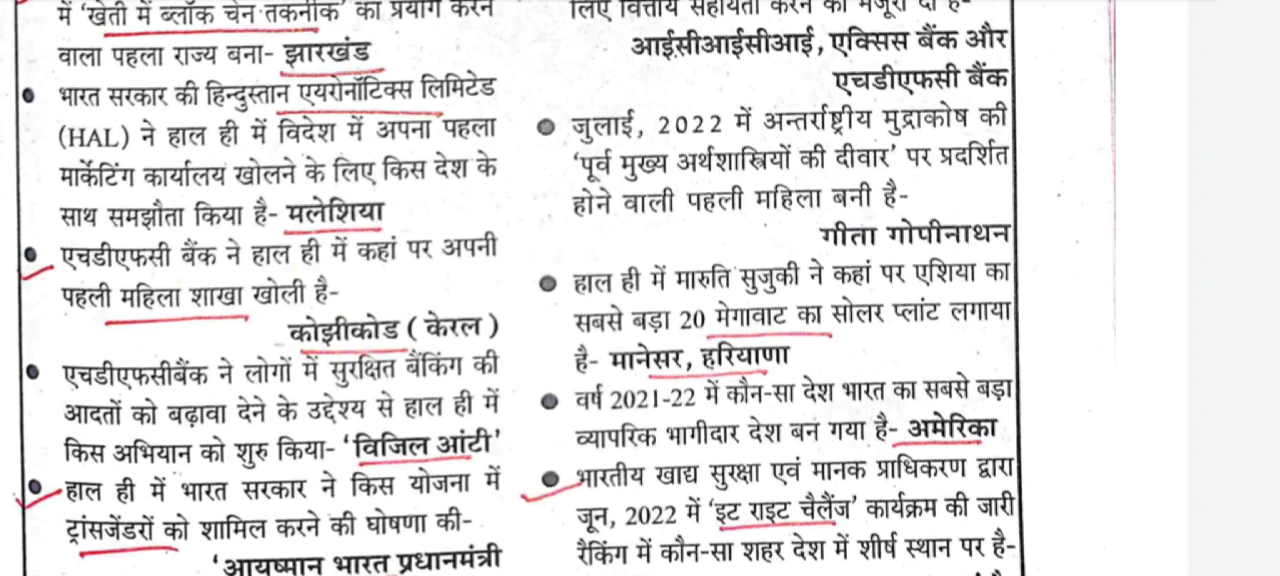 में 'खेती में ब्लॉक चेन तकनीक' का प्रयोग करने
वाला पहला राज्य बना- झारखंड
● भारत सरकार की हिन्दुस्तान एयरोनॉटिक्स लिमिटेड
(HAL) ने हाल ही में विदेश में अपना पहला
मार्केटिंग कार्यालय खोलने के लिए किस देश के
साथ समझौता किया है- मलेशिया
● एचडीएफसी बैंक ने हाल ही में कहां पर अपनी
पहली महिला शाखा खोली है-
कोझीकोड ( केरल )
● एचडीएफसीबैंक ने लोगों में सुरक्षित बैंकिंग की
आदतों को बढ़ावा देने के उद्देश्य से हाल ही में
किस अभियान को शुरु किया- 'विजिल आंटी'
● हाल ही में भारत सरकार ने किस योजना में
ट्रांसजेंडरों को शामिल करने की घोषणा की-
'आयुष्मान भारत प्रधानमंत्री
लिए वित्तीय सहायता करने को मंजूरी दी है-
आईसीआईसीआई, एक्सिस बैंक और
एचडीएफसी बैंक
● जुलाई, 2022 में अन्तर्राष्ट्रीय मुद्राकोष की
'पूर्व मुख्य अर्थशास्त्रियों की दीवार' पर प्रदर्शित
होने वाली पहली महिला बनी है-
गीता गोपीनाथन
● हाल ही में मारुति सुजुकी ने कहां पर एशिया का
सबसे बड़ा 20 मेगावाट का सोलर प्लांट लगाया
है- मानेसर, हरियाणा
● वर्ष 2021-22 में कौन-सा देश भारत का सबसे बड़ा
व्यापरिक भागीदार देश बन गया है- अमेरिका
● भारतीय खाद्य सुरक्षा एवं मानक प्राधिकरण द्वारा
जून, 2022 में 'इट राइट चैलैंज' कार्यक्रम की जारी
रैकिंग में कौन-सा शहर देश में शीर्ष स्थान पर है-